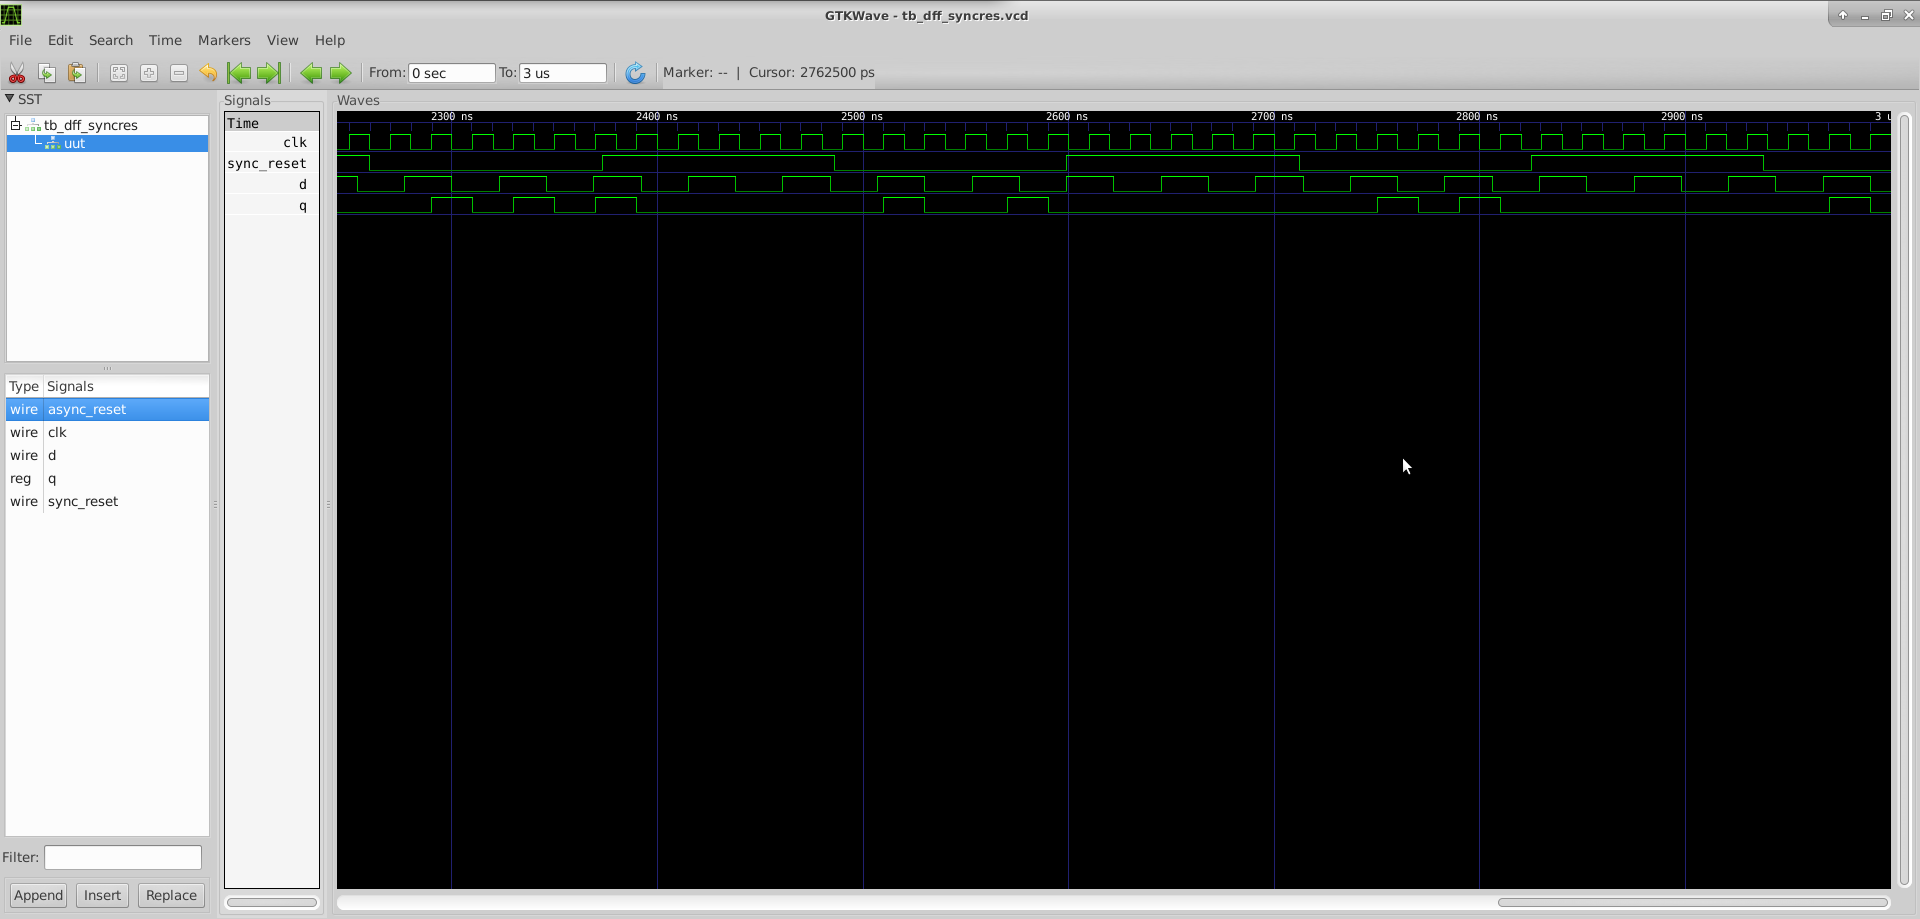 GTKWave - tb_dff_syncres.vcd
File Edit Search Time Markers View Help
From: 0 sec To: 3 us Marker: -- | Cursor: 2762500 ps
SST
tb_dff_syncres
uut
Type Signals
wire async_reset
wire clk
wire d
reg q
wire sync_reset
Filter:
Append Insert Replace
Signals
Time
clk
sync_reset
d
q
Waves
2300 ns 2400 ns 2500 ns 2600 ns 2700 ns 2800 ns 2900 ns 3 u